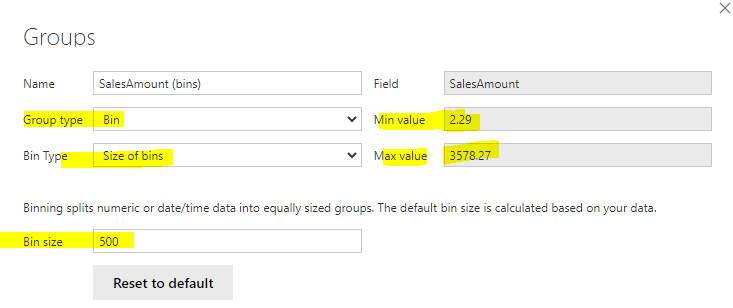 Groups
Name SalesAmount (bins) Field SalesAmount
Group type Bin Min value 2.29
Bin Type Size of bins Max value 3578.27
Binning splits numeric or date/time data into equally sized groups. The default bin size is calculated based on your data.
Bin size 500
Reset to default